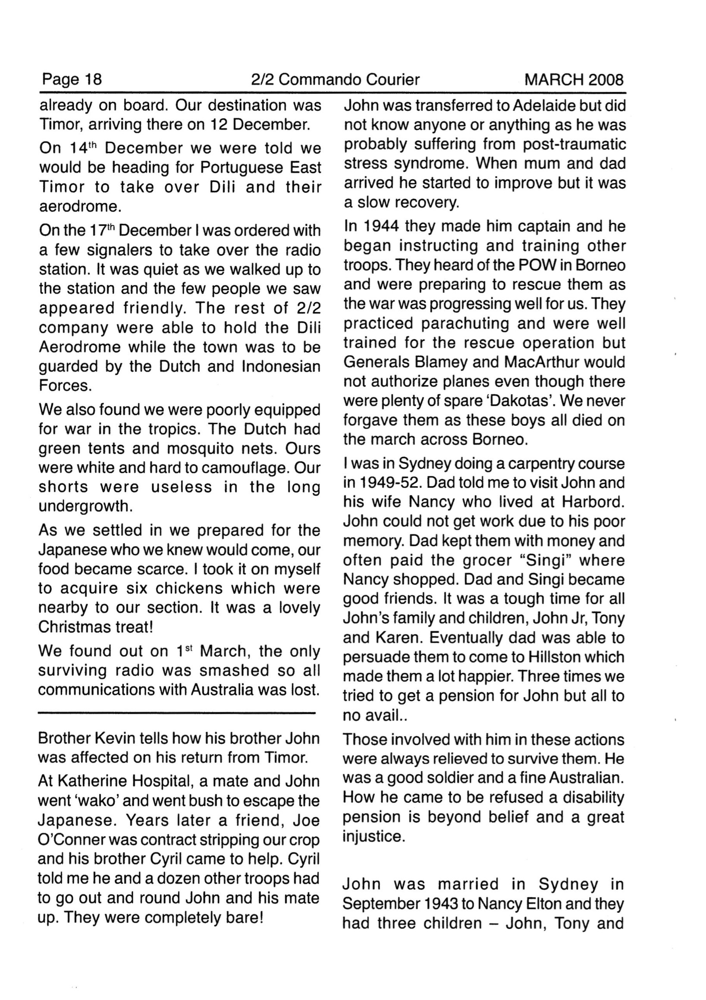 Page 18 2/2 Commando Courier MARCH 2008
already on board. Our destination was
Timor, arriving there on 12 December.
On 14th December we were told we
would be heading for Portuguese East
Timor to take over Dili and their
aerodrome.
On the 17th December I was ordered with
a few signalers to take over the radio
station. It was quiet as we walked up to
the station and the few people we saw
appeared friendly. The rest of 2/2
company were able to hold the Dili
Aerodrome while the town was to be
guarded by the Dutch and Indonesian
Forces.
We also found we were poorly equipped
for war in the tropics. The Dutch had
green tents and mosquito nets. Ours
were white and hard to camouflage. Our
shorts were useless in the long
undergrowth.
As we settled in we prepared for the
Japanese who we knew would come, our
food became scarce. I took it on myself
to acquire six chickens which were
nearby to our section. It was a lovely
Christmas treat!
We found out on 1st March, the only
surviving radio was smashed so all
communications with Australia was lost.
Brother Kevin tells how his brother John
was affected on his return from Timor.
At Katherine Hospital, a mate and John
went ‘wako’ and went bush to escape the
Japanese. Years later a friend, Joe
O’Conner was contract stripping our crop
and his brother Cyril came to help. Cyril
told me he and a dozen other troops had
to go out and round John and his mate
up. They were completely bare!
John was transferred to Adelaide but did
not know anyone or anything as he was
probably suffering from post-traumatic
stress syndrome. When mum and dad
arrived he started to improve but it was
a slow recovery.
In 1944 they made him captain and he
began instructing and training other
troops. They heard of the POW in Borneo
and were preparing to rescue them as
the war was progressing well for us. They
practiced parachuting and were well
trained for the rescue operation but
Generals Blamey and MacArthur would
not authorize planes even though there
were plenty of spare ‘Dakotas’. We never
forgave them as these boys all died on
the march across Borneo.
I was in Sydney doing a carpentry course
in 1949-52. Dad told me to visit John and
his wife Nancy who lived at Harbord.
John could not get work due to his poor
memory. Dad kept them with money and
often paid the grocer “Singi” where
Nancy shopped. Dad and Singi became
good friends. It was a tough time for all
John’s family and children, John Jr, Tony
and Karen. Eventually dad was able to
persuade them to come to Hillston which
made them a lot happier. Three times we
tried to get a pension for John but all to
no avail..
Those involved with him in these actions
were always relieved to survive them. He
was a good soldier and a fine Australian.
How he came to be refused a disability
pension is beyond belief and a great
injustice.
John was married in Sydney in
September 1943 to Nancy Elton and they
had three children – John, Tony and